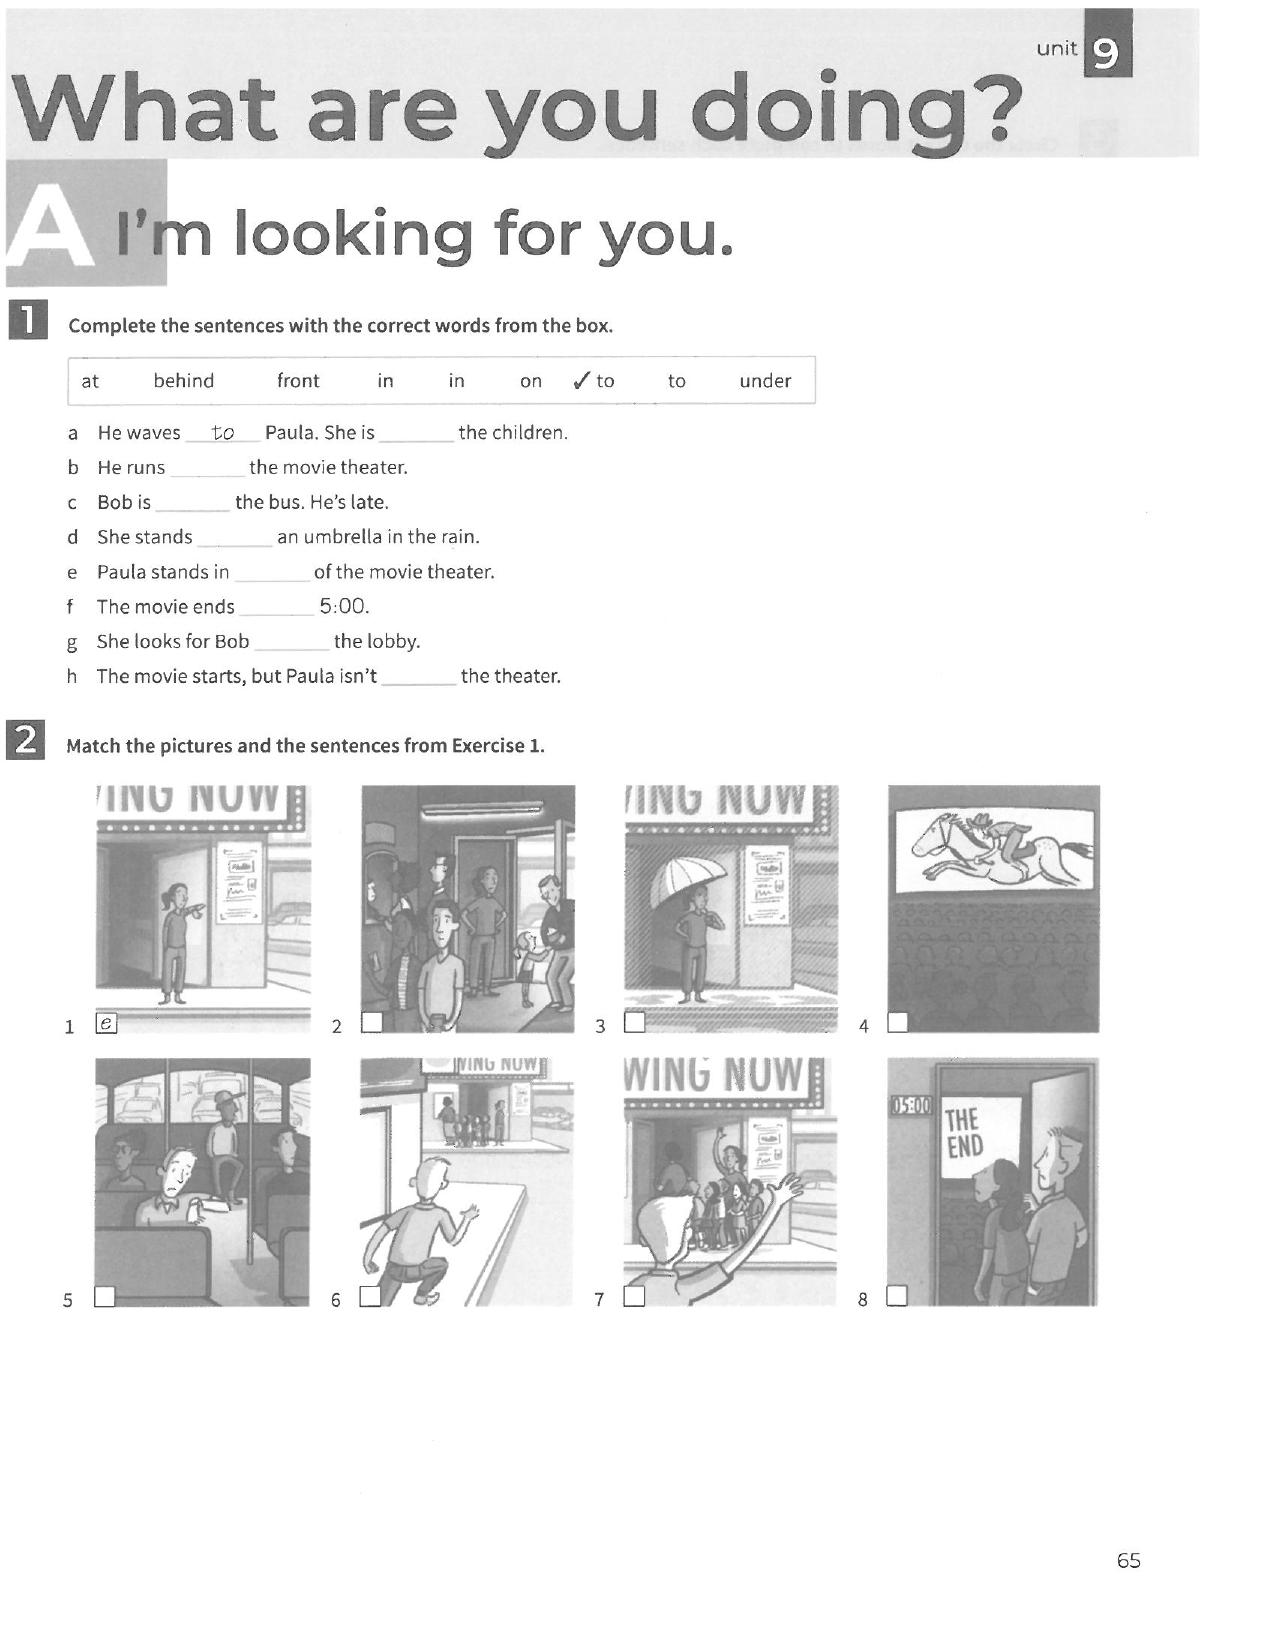 unit 9
What are you doing?
A I'm looking for you.
1 Complete the sentences with the correct words from the box.
at behind front in in on ✓ to to under
a He waves to Paula. She is ______ the children.
b He runs ______ the movie theater.
c Bob is ______ the bus. He's late.
d She stands ______ an umbrella in the rain.
e Paula stands in ______ of the movie theater.
f The movie ends ______ 5:00.
g She looks for Bob ______ the lobby.
h The movie starts, but Paula isn't ______ the theater.
2 Match the pictures and the sentences from Exercise 1.
ING NOW
ING NOW
1 e 2 3 4
WING NOW
WING NOW
05:00
THE
END
5 6 7 8
65